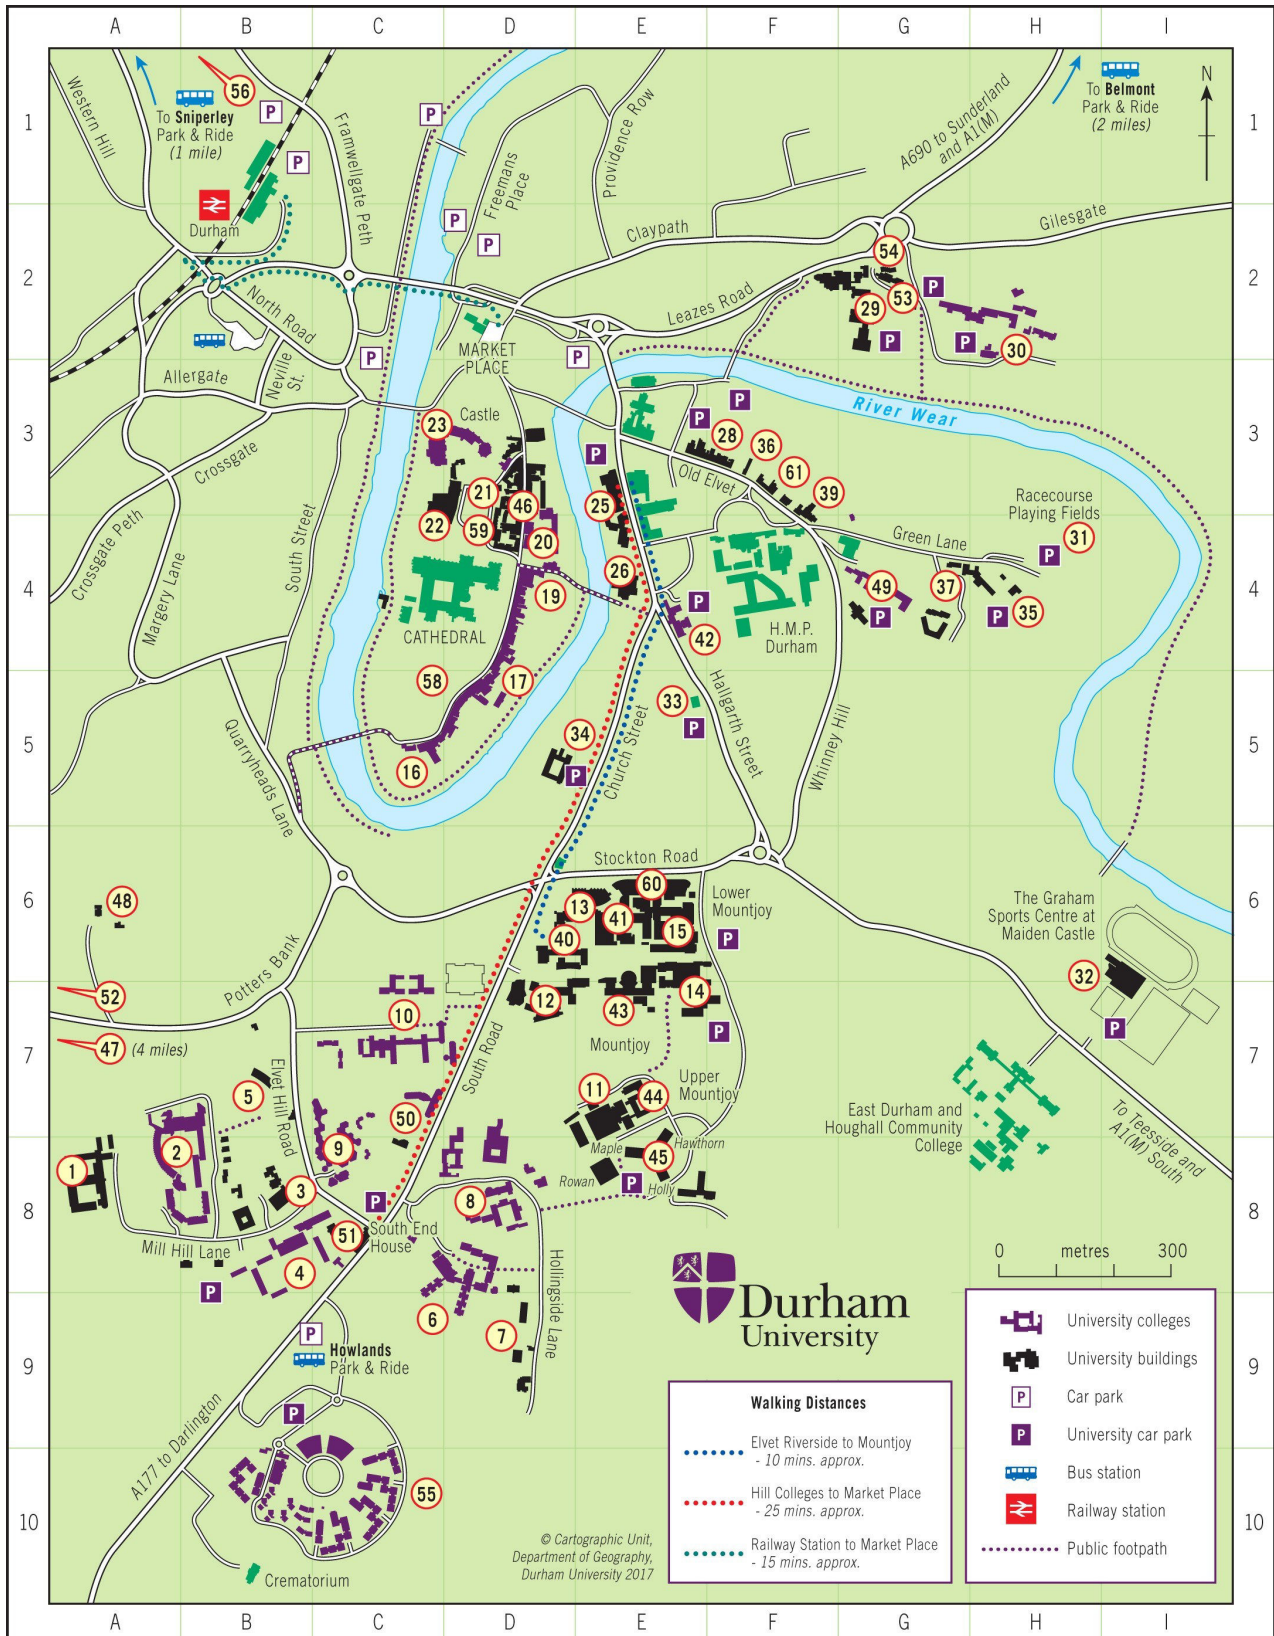 A B C D E F G H I
1
2
3
4
5
6
7
8
9
10
Western Hill
56
To Sniperley
Park & Ride
(1 mile)
P
P
P
Framwellgate Peth
Freemans
Place
Providence Row
A690 to Sunderland
and A1(M)
To Belmont
Park & Ride
(2 miles)
N
1
Durham
P
P
Claypath
Gilesgate
54
53
29
30
P
P
P
2
North Road
Leazes Road
MARKET
PLACE
P
P
Allergate
Neville
St.
River Wear
Castle
23
P
P
28
36
61
39
3
Crossgate
Old Elvet
P
21
46
25
22
59
20
Racecourse
Playing Fields
31
P
Green Lane
Crossgate Peth
South Street
Margery Lane
26
19
49
37
35
P
P
P
4
CATHEDRAL
42
H.M.P.
Durham
58
17
33
P
Hallgarth Street
Whinney Hill
34
P
Church Street
16
5
Quarryheads Lane
Stockton Road
60
Lower
Mountjoy
48
13
41
15
40
P
The Graham
Sports Centre at
Maiden Castle
32
P
6
Potters Bank
52
47
(4 miles)
10
12
43
14
P
South Road
Mountjoy
7
Elvet Hill Road
5
50
11
44
Upper
Mountjoy
East Durham and
Houghall Community
College
To Teesside and
A1(M) South
Maple
Hawthorn
45
Rowan
Holly
P
1
2
9
3
8
P
51
South End
House
8
Mill Hill Lane
4
P
Hollingside Lane
6
7
P
Howlands
Park & Ride
9
P
A177 to Darlington
55
10
Crematorium
Durham
University
0 metres 300
University colleges
University buildings
P Car park
P University car park
Bus station
Railway station
Public footpath
Walking Distances
Elvet Riverside to Mountjoy
- 10 mins. approx.
Hill Colleges to Market Place
- 25 mins. approx.
Railway Station to Market Place
- 15 mins. approx.
© Cartographic Unit,
Department of Geography,
Durham University 2017
A B C D E F G H I